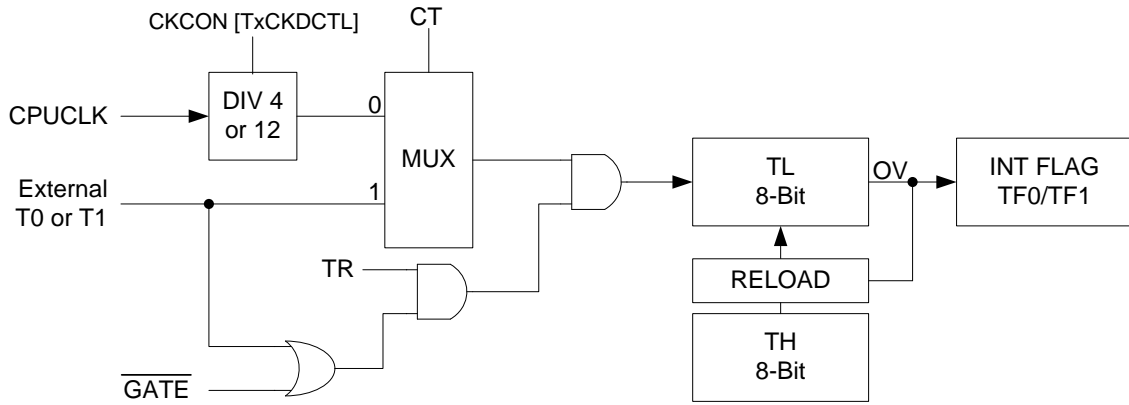 CKCON [TxCKDCTL]
CT
CPUCLK
DIV 4
or 12
0
MUX
External
T0 or T1
1
TL
8-Bit
OV
INT FLAG
TF0/TF1
TR
RELOAD
TH
8-Bit
GATE